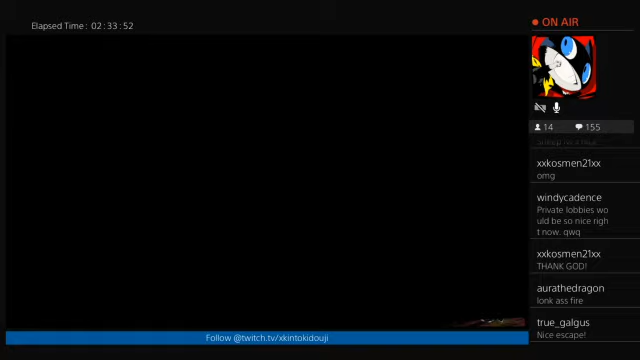 Elapsed Time : 02:33:52
ON AIR
14
155
xxkosmen21xx
omg
windycadence
Private lobbies wo
uld be so nice righ
t now. qwq
xxkosmen21xx
THANK GOD!
aurathedragon
lonk ass fire
true_galgus
Nice escape!
Follow @twitch.tv/xkintokidouji